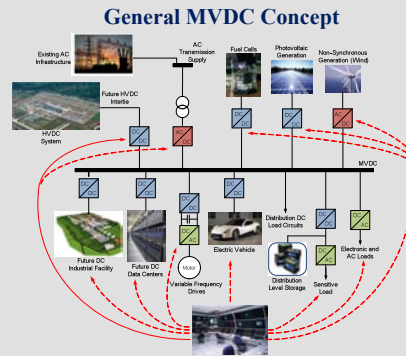 General MVDC Concept
Existing AC
Infrastructure
AC
Transmission
Supply
Fuel Cells
Photovoltaic
Generation
Non-Synchronous
Generation (Wind)
Future HVDC
Intertie
HVDC
System
DC
DC
AC
DC
DC
DC
DC
DC
AC
DC
MVDC
DC
DC
DC
DC
DC
DC
DC
DC
DC
DC
DC
AC
DC
AC
DC
AC
Distribution DC
Load Circuits
Electronic and
AC Loads
Future DC
Industrial Facility
Future DC
Data Centers
Motor
Variable Frequency
Drives
Electric Vehicle
Distribution
Level Storage
Sensitive
Load